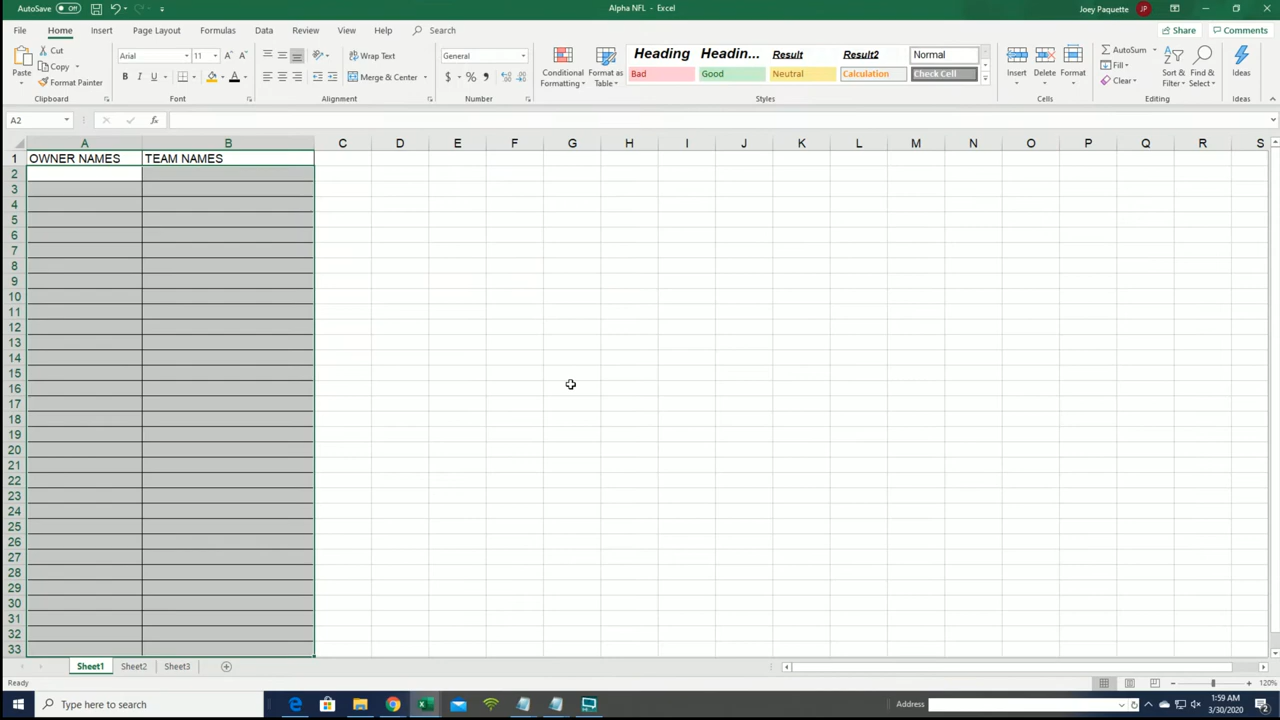 AutoSave Off
Alpha NFL - Excel
Joey Paquette JP
File Home Insert Page Layout Formulas Data Review View Help Search
Share Comments
Paste
Cut
Copy
Format Painter
Clipboard
Arial 11
B I U
Font
Wrap Text
Merge & Center
Alignment
General
$ % 9
Number
Conditional Formatting
Format as Table
Heading Headin... Result Result2 Normal
Bad Good Neutral Calculation Check Cell
Styles
Insert Delete Format
Cells
AutoSum
Fill
Clear
Sort & Filter
Find & Select
Editing
Ideas
Ideas
A2 fx
A B C D E F G H I J K L M N O P Q R S
1 OWNER NAMES TEAM NAMES
2
3
4
5
6
7
8
9
10
11
12
13
14
15
16
17
18
19
20
21
22
23
24
25
26
27
28
29
30
31
32
33
Sheet1 Sheet2 Sheet3
Ready
120%
Type here to search
Address
1:59 AM
3/30/2020
2